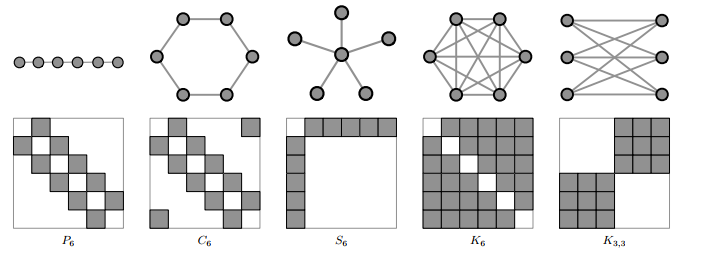 P₆ C₆ S₆ K₆ K₃,₃